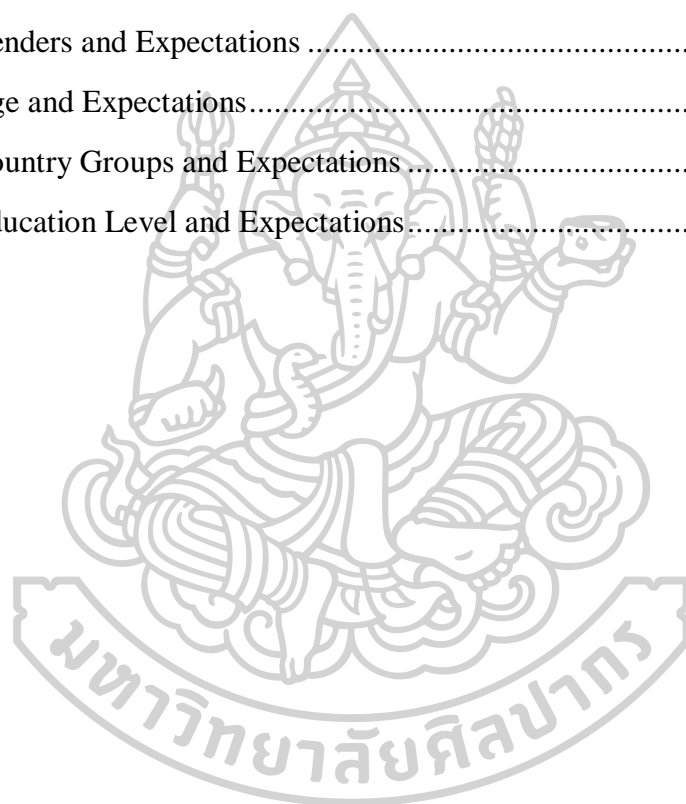 enders and Expectations ..........................................
ge and Expectations..................................................
ountry Groups and Expectations ................................
ducation Level and Expectations................................
มหาวิทยาลัยศิลปากร